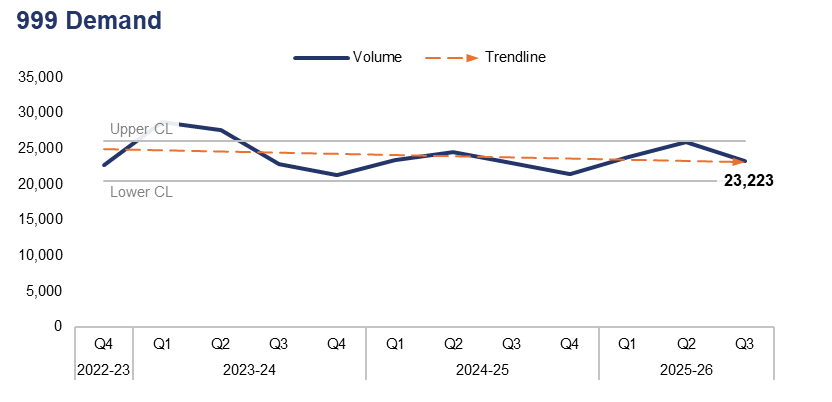 999 Demand
Volume Trendline
35,000
30,000
Upper CL
25,000
20,000
23,223
Lower CL
15,000
10,000
5,000
0
Q4 Q1 Q2 Q3 Q4 Q1 Q2 Q3 Q4 Q1 Q2 Q3
2022-23 2023-24 2024-25 2025-26